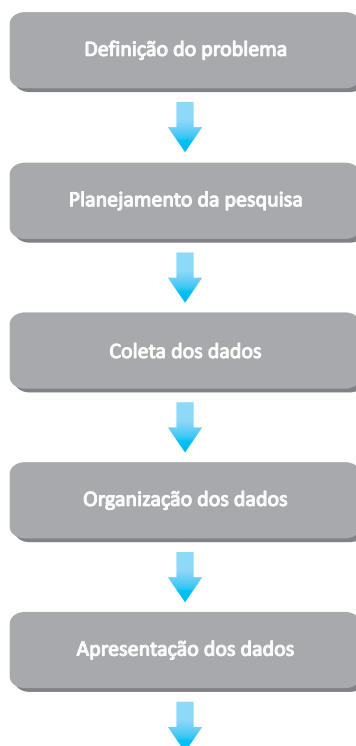 Definição do problema
Planejamento da pesquisa
Coleta dos dados
Organização dos dados
Apresentação dos dados